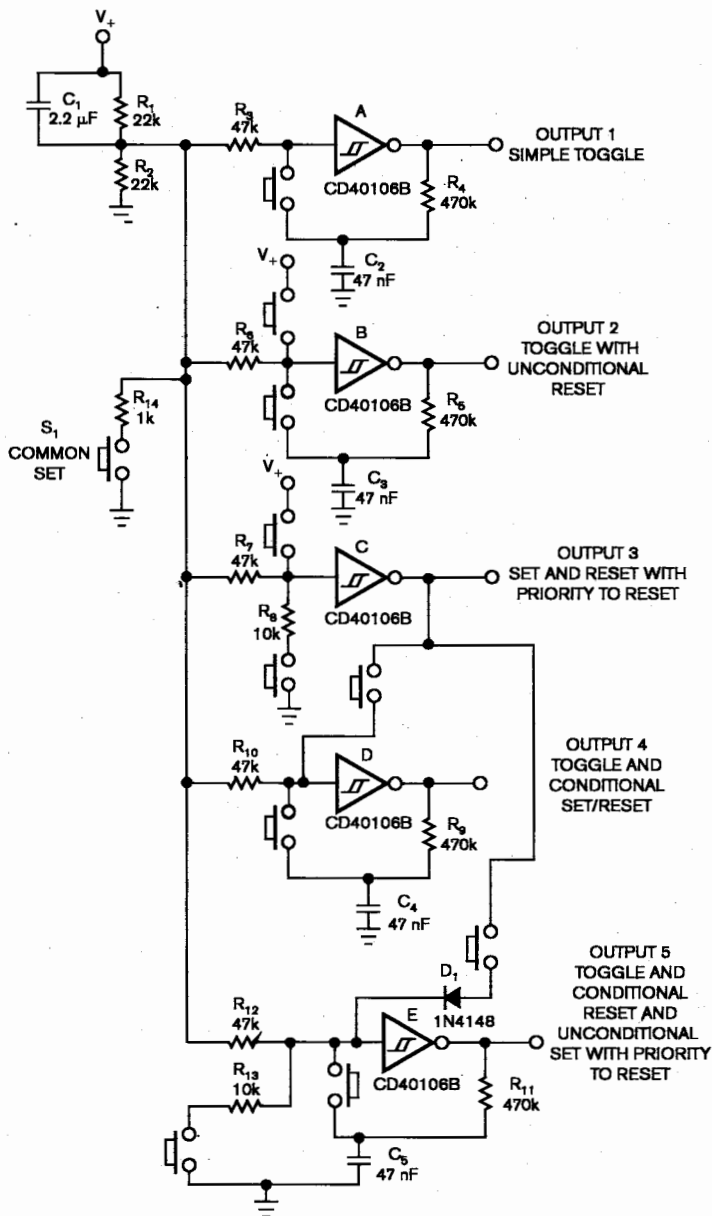 V+
C1
2.2 μF
R1
22k
R2
22k
R3
47k
A
CD40106B
R4
470k
C2
47 nF
OUTPUT 1
SIMPLE TOGGLE
V+
R6
47k
B
CD40106B
R5
470k
C3
47 nF
OUTPUT 2
TOGGLE WITH
UNCONDITIONAL
RESET
R14
1k
S1
COMMON
SET
V+
R7
47k
C
CD40106B
R8
10k
OUTPUT 3
SET AND RESET WITH
PRIORITY TO RESET
R10
47k
D
CD40106B
R9
470k
C4
47 nF
OUTPUT 4
TOGGLE AND
CONDITIONAL
SET/RESET
D1
1N4148
R12
47k
R13
10k
E
CD40106B
R11
470k
C5
47 nF
OUTPUT 5
TOGGLE AND
CONDITIONAL
RESET AND
UNCONDITIONAL
SET WITH PRIORITY
TO RESET